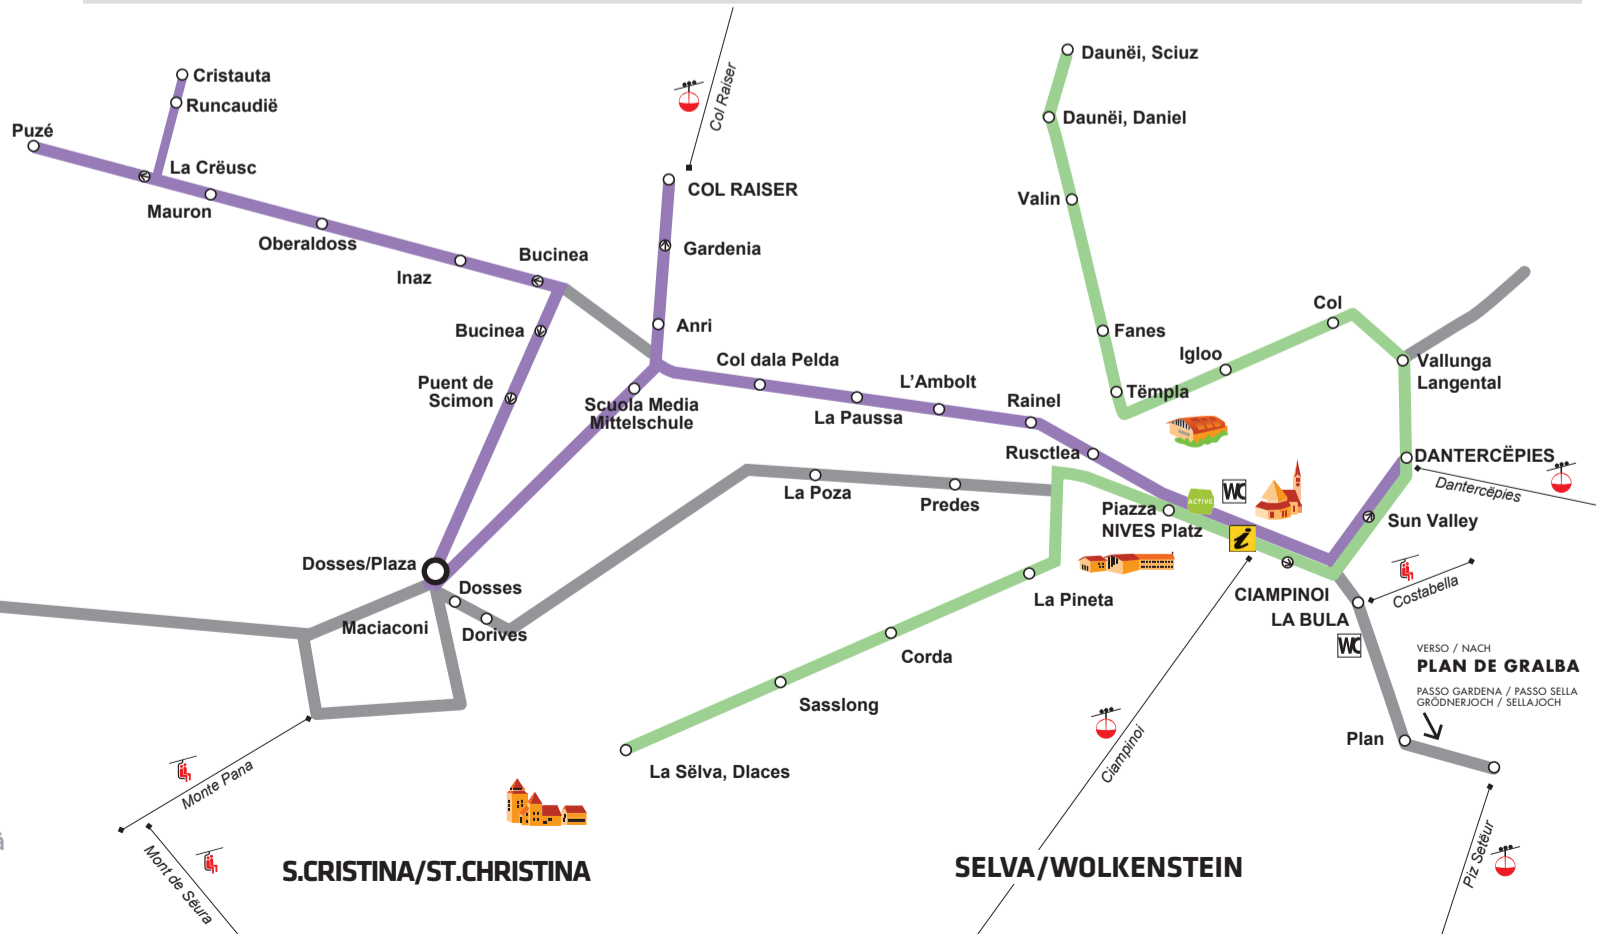 Cristauta
Runcaudië
Puzé
La Crëusc
Mauron
Oberaldoss
Inaz
Bucinea
Bucinea
Puent de
Scimon
Col Raiser
COL RAISER
Gardenia
Anri
Scuola Media
Mittelschule
Col dala Pelda
La Paussa
L'Ambolt
Rainel
Rusctlea
Daunëi, Sciuz
Daunëi, Daniel
Valin
Fanes
Tëmpla
Igloo
Col
Vallunga
Langental
DANTERCËPIES
Dantercëpies
Sun Valley
ACTIVE
WC
Piazza
NIVES Platz
i
CIAMPINOI
LA BULA
WC
Costabella
La Poza
Predes
Dosses/Plaza
Dosses
Maciaconi
Dorives
La Pineta
Corda
Sasslong
La Sëlva, Dlaces
VERSO / NACH
PLAN DE GRALBA
PASSO GARDENA / PASSO SELLA
GRÖDNERJOCH / SELLAJOCH
Plan
Ciampinoi
Piz Setëur
Monte Pana
Mont de Sëura
S.CRISTINA/ST.CHRISTINA
SELVA/WOLKENSTEIN